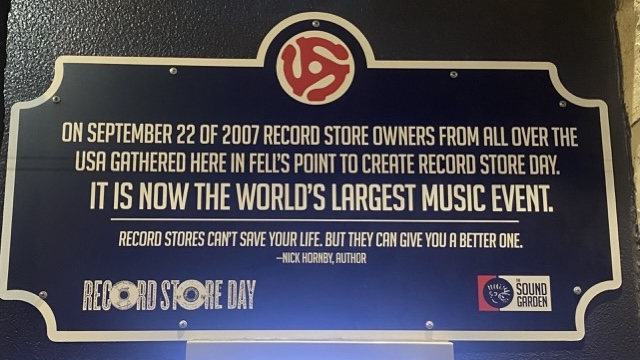 ON SEPTEMBER 22 OF 2007 RECORD STORE OWNERS FROM ALL OVER THE
USA GATHERED HERE IN FELL'S POINT TO CREATE RECORD STORE DAY.
IT IS NOW THE WORLD'S LARGEST MUSIC EVENT.
RECORD STORES CAN'T SAVE YOUR LIFE. BUT THEY CAN GIVE YOU A BETTER ONE.
–NICK HORNBY, AUTHOR
RECORD STORE DAY
THE
SOUND
GARDEN